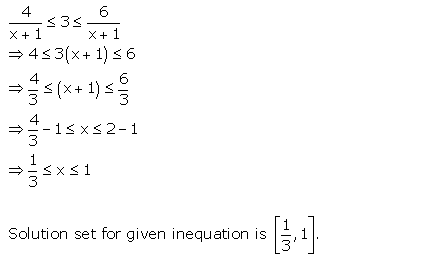 4/(x + 1) ≤ 3 ≤ 6/(x + 1)
⇒ 4 ≤ 3(x + 1) ≤ 6
⇒ 4/3 ≤ (x + 1) ≤ 6/3
⇒ 4/3 − 1 ≤ x ≤ 2 − 1
⇒ 1/3 ≤ x ≤ 1
Solution set for given inequation is [1/3, 1].